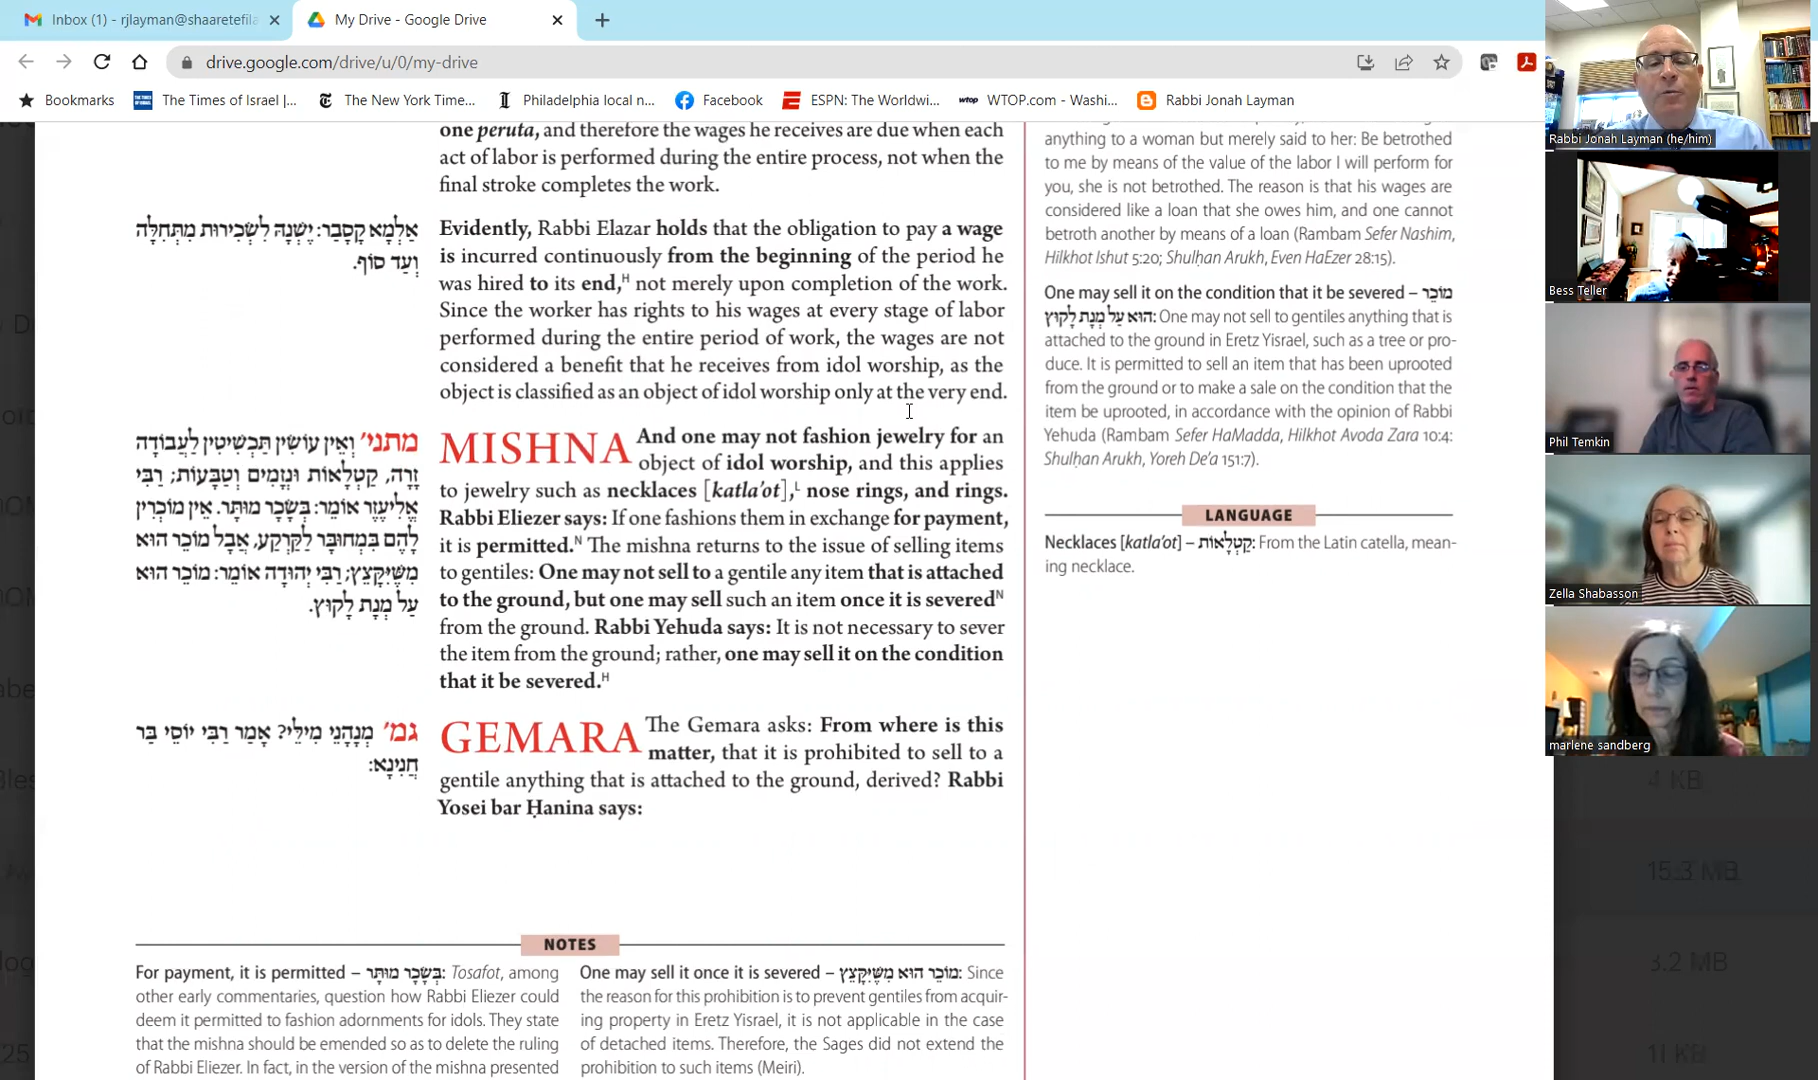 Inbox (1) - rjlayman@shaaretefila
My Drive - Google Drive
drive.google.com/drive/u/0/my-drive
Bookmarks
The Times of Israel |...
The New York Time...
Philadelphia local n...
Facebook
ESPN: The Worldwi...
WTOP.com - Washi...
Rabbi Jonah Layman
one peruta, and therefore the wages he receives are due when each
act of labor is performed during the entire process, not when the
final stroke completes the work.
אַלְמָא קָסָבַר: יֶשְׁנָהּ לִשְׂכִירוּת מִתְּחִלָּה
וְעַד סוֹף.
Evidently, Rabbi Elazar holds that the obligation to pay a wage
is incurred continuously from the beginning of the period he
was hired to its end,ᴴ not merely upon completion of the work.
Since the worker has rights to his wages at every stage of labor
performed during the entire period of work, the wages are not
considered a benefit that he receives from idol worship, as the
object is classified as an object of idol worship only at the very end.
מתני׳ וְאֵין עוֹשִׂין תַּכְשִׁיטִין לַעֲבוֹדָה
זָרָה, קַטְלָאוֹת וּנְזָמִים וְטַבָּעוֹת; רַבִּי
אֱלִיעֶזֶר אוֹמֵר: בְּשָׂכָר מוּתָּר. אֵין מוֹכְרִין
לָהֶם בִּמְחוּבָּר לַקַּרְקַע, אֲבָל מוֹכֵר הוּא
מִשֶּׁיִּקָּצֵץ; רַבִּי יְהוּדָה אוֹמֵר: מוֹכֵר הוּא
עַל מְנָת לָקוּץ.
MISHNA And one may not fashion jewelry for an
object of idol worship, and this applies
to jewelry such as necklaces [katla'ot],ᴸ nose rings, and rings.
Rabbi Eliezer says: If one fashions them in exchange for payment,
it is permitted.ᴺ The mishna returns to the issue of selling items
to gentiles: One may not sell to a gentile any item that is attached
to the ground, but one may sell such an item once it is severedᴺ
from the ground. Rabbi Yehuda says: It is not necessary to sever
the item from the ground; rather, one may sell it on the condition
that it be severed.ᴴ
גמ׳ מְנָהָנֵי מִילֵּי? אָמַר רַבִּי יוֹסֵי בַּר
חֲנִינָא:
GEMARA The Gemara asks: From where is this
matter, that it is prohibited to sell to a
gentile anything that is attached to the ground, derived? Rabbi
Yosei bar Ḥanina says:
NOTES
For payment, it is permitted – בְּשָׂכָר מוּתָּר: Tosafot, among
other early commentaries, question how Rabbi Eliezer could
deem it permitted to fashion adornments for idols. They state
that the mishna should be emended so as to delete the ruling
of Rabbi Eliezer. In fact, in the version of the mishna presented
One may sell it once it is severed – מוֹכֵר הוּא מִשֶּׁיִּקָּצֵץ: Since
the reason for this prohibition is to prevent gentiles from acquir-
ing property in Eretz Yisrael, it is not applicable in the case
of detached items. Therefore, the Sages did not extend the
prohibition to such items (Meiri).
anything to a woman but merely said to her: Be betrothed
to me by means of the value of the labor I will perform for
you, she is not betrothed. The reason is that his wages are
considered like a loan that she owes him, and one cannot
betroth another by means of a loan (Rambam Sefer Nashim,
Hilkhot Ishut 5:20; Shulḥan Arukh, Even HaEzer 28:15).
One may sell it on the condition that it be severed – מוֹכֵר
הוּא עַל מְנָת לָקוּץ: One may not sell to gentiles anything that is
attached to the ground in Eretz Yisrael, such as a tree or pro-
duce. It is permitted to sell an item that has been uprooted
from the ground or to make a sale on the condition that the
item be uprooted, in accordance with the opinion of Rabbi
Yehuda (Rambam Sefer HaMadda, Hilkhot Avoda Zara 10:4:
Shulḥan Arukh, Yoreh De'a 151:7).
LANGUAGE
Necklaces [katla'ot] – קַטְלָאוֹת: From the Latin catella, mean-
ing necklace.
Rabbi Jonah Layman (he/him)
Bess Teller
Phil Temkin
Zella Shabasson
marlene sandberg
4 KB
15.3 MB
3.2 MB
11 KB